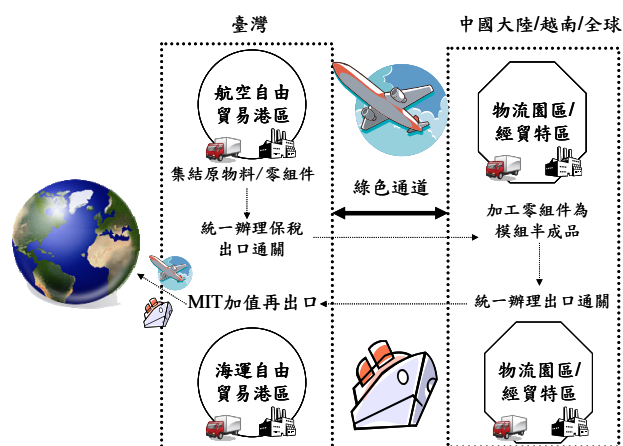 臺灣
中國大陸/越南/全球
航空自由
貿易港區
集結原物料/零組件
統一辦理保稅
出口通關
MIT加值再出口
海運自由
貿易港區
綠色通道
物流園區/
經貿特區
加工零組件為
模組半成品
統一辦理出口通關
物流園區/
經貿特區